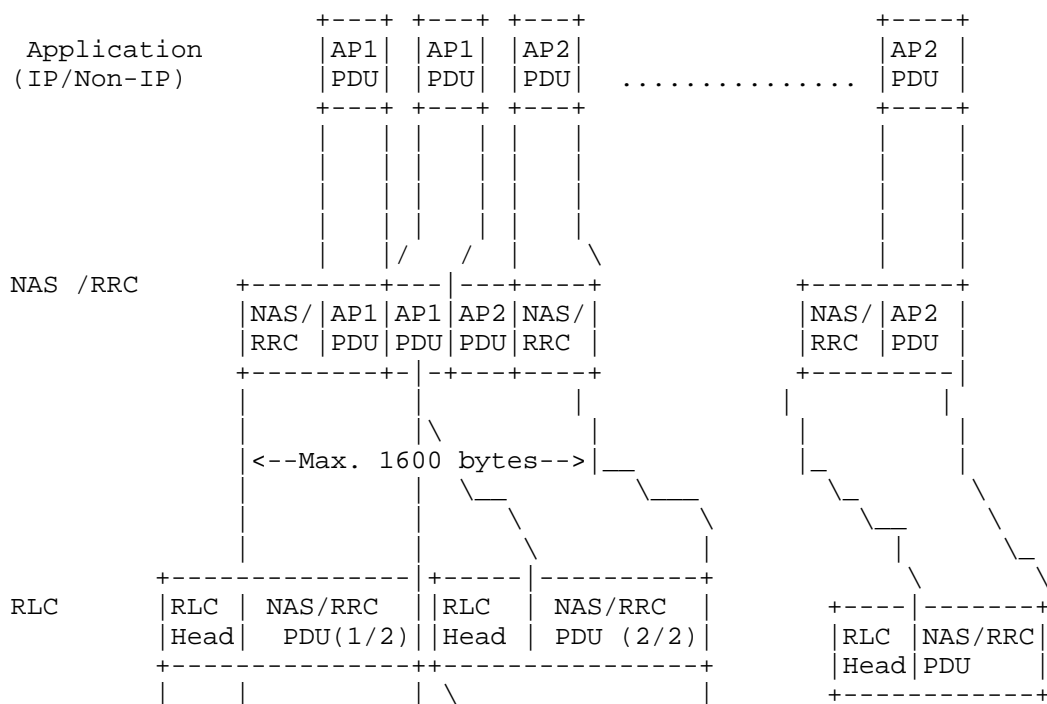 Application |AP1| |AP1| |AP2| |AP2 |
(IP/Non-IP) |PDU| |PDU| |PDU| ............... |PDU |
NAS /RRC
|NAS/|AP1|AP1|AP2|NAS/| |NAS/|AP2 |
|RRC |PDU|PDU|PDU|RRC | |RRC |PDU |
|<--Max. 1600 bytes-->|
RLC |RLC | NAS/RRC ||RLC | NAS/RRC |
|Head| PDU(1/2)||Head | PDU (2/2)|
|RLC |NAS/RRC|
|Head|PDU |